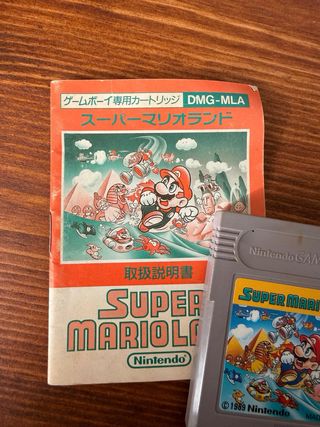 ゲームボーイ専用カートリッジ DMG-MLA
スーパーマリオランド
取扱説明書
SUPER
MARIOLA
Nintendo
Nintendo GAM
SUPER MARI
©1989 Nintendo